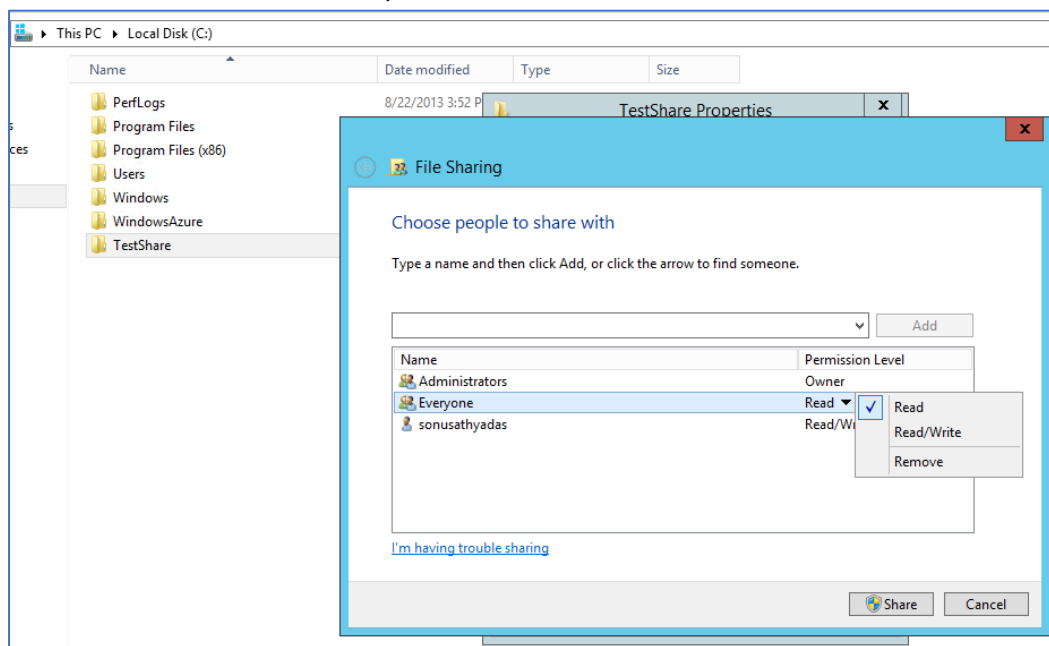 This PC Local Disk (C:)
Name Date modified Type Size
PerfLogs 8/22/2013 3:52 P
Program Files
Program Files (x86)
Users
Windows
WindowsAzure
TestShare
s
ces
TestShare Properties x
x
File Sharing
Choose people to share with
Type a name and then click Add, or click the arrow to find someone.
Add
Name Permission Level
Administrators Owner
Everyone Read
sonusathyadas Read/Wr
Read
Read/Write
Remove
I'm having trouble sharing
Share Cancel